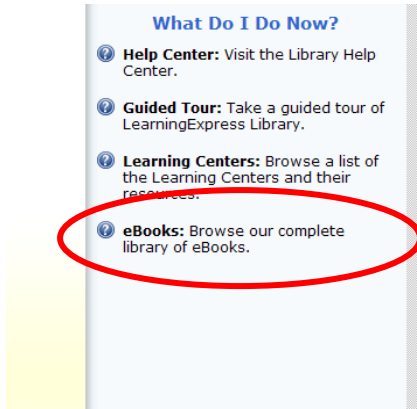 What Do I Do Now?
Help Center: Visit the Library Help
Center.
Guided Tour: Take a guided tour of
LearningExpress Library.
Learning Centers: Browse a list of
the Learning Centers and their
resources.
eBooks: Browse our complete
library of eBooks.